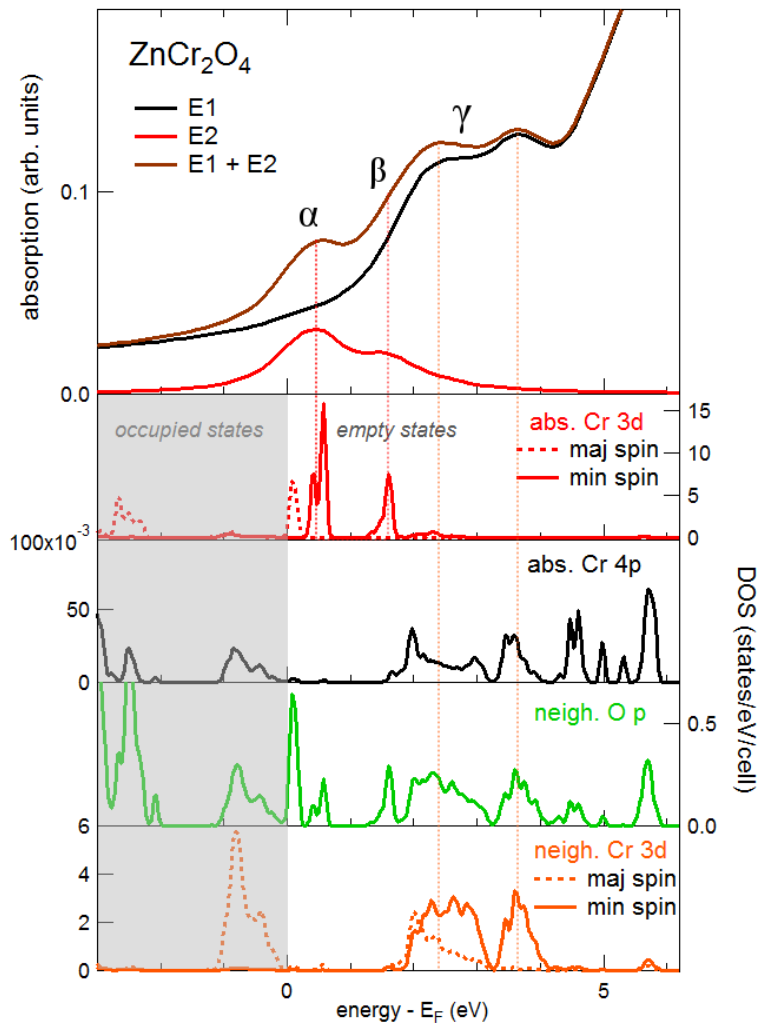 ZnCr₂O₄
E1
E2
E1 + E2
α
β
γ
absorption (arb. units)
0.1
0.0
occupied states
empty states
abs. Cr 3d
maj spin
min spin
15
10
5
0
100x10⁻³
50
0
abs. Cr 4p
DOS (states/eV/cell)
neigh. O p
0.5
0.0
6
4
2
0
neigh. Cr 3d
maj spin
min spin
0
5
energy - E_F (eV)